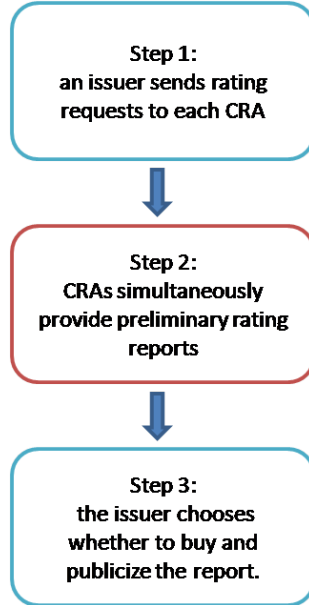 Step 1:
an issuer sends rating
requests to each CRA
Step 2:
CRAs simultaneously
provide preliminary rating
reports
Step 3:
the issuer chooses
whether to buy and
publicize the report.